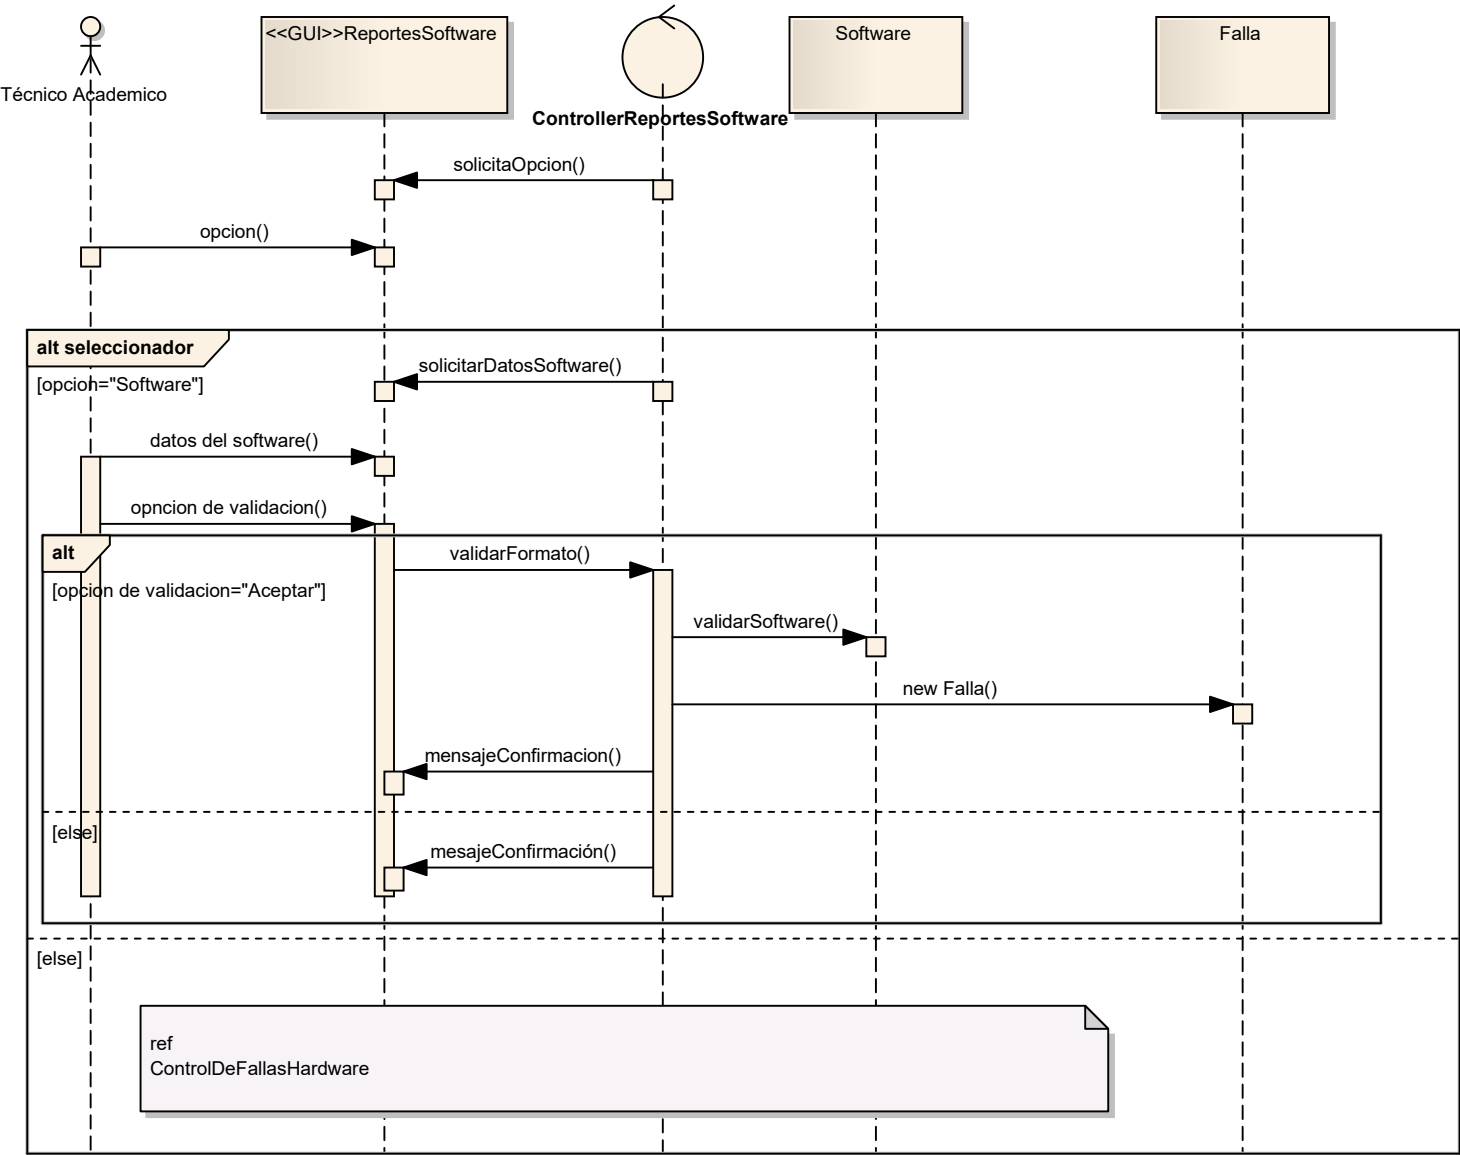 Técnico Academico
<<GUI>>ReportesSoftware
ControllerReportesSoftware
Software
Falla
solicitaOpcion()
opcion()
alt seleccionador
[opcion="Software"]
solicitarDatosSoftware()
datos del software()
opncion de validacion()
alt
[opcion de validacion="Aceptar"]
validarFormato()
validarSoftware()
new Falla()
mensajeConfirmacion()
[else]
mesajeConfirmación()
[else]
ref
ControlDeFallasHardware